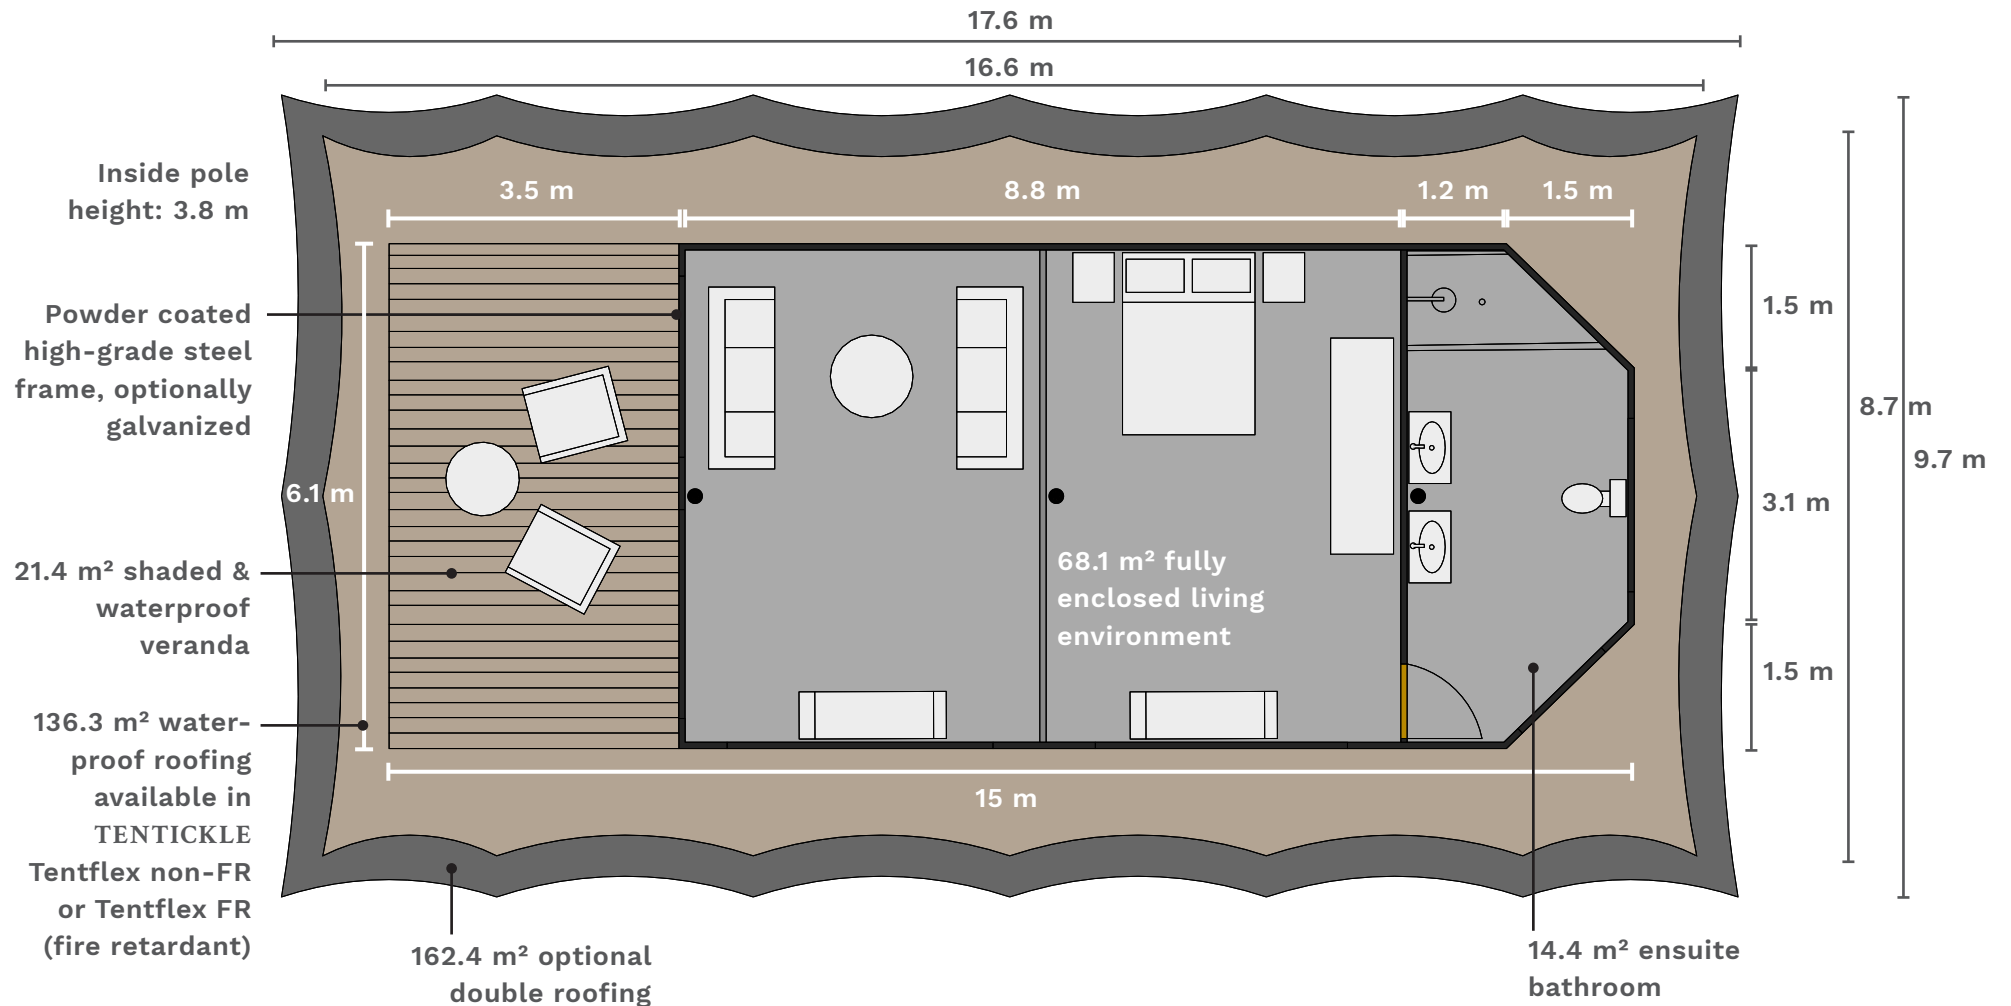 17.6 m
16.6 m
Inside pole
height: 3.8 m
3.5 m
8.8 m
1.2 m
1.5 m
Powder coated
high-grade steel
frame, optionally
galvanized
1.5 m
8.7 m
9.7 m
6.1 m
3.1 m
21.4 m² shaded &
waterproof
veranda
68.1 m² fully
enclosed living
environment
1.5 m
136.3 m² water-
proof roofing
available in
TENTICKLE
Tentflex non-FR
or Tentflex FR
(fire retardant)
15 m
162.4 m² optional
double roofing
14.4 m² ensuite
bathroom